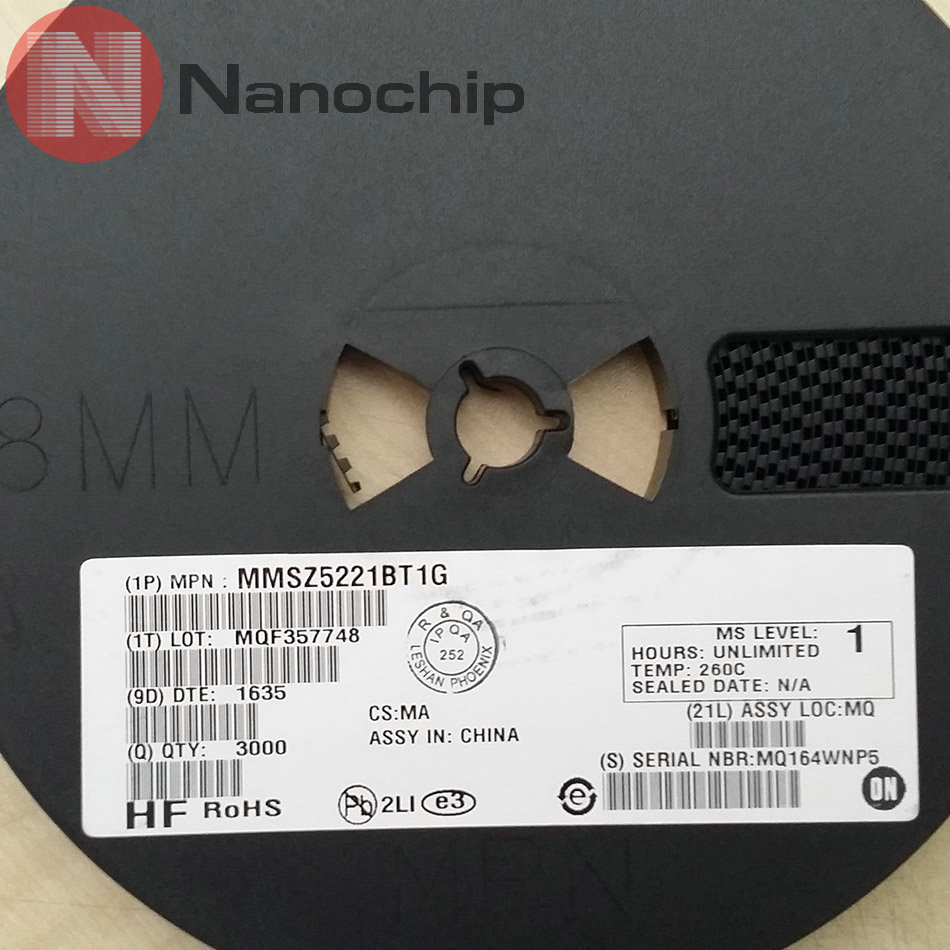 Nanochip
8MM
(1P) MPN : MMSZ5221BT1G
(1T) LOT: MQF357748
(9D) DTE: 1635
(Q) QTY: 3000
HF RoHS
R & QA
IPQA
252
LESHAN PHOENIX
CS:MA
ASSY IN: CHINA
Pb 2LI e3
MS LEVEL: 1
HOURS: UNLIMITED
TEMP: 260C
SEALED DATE: N/A
(21L) ASSY LOC:MQ
(S) SERIAL NBR:MQ164WNP5
e
ON